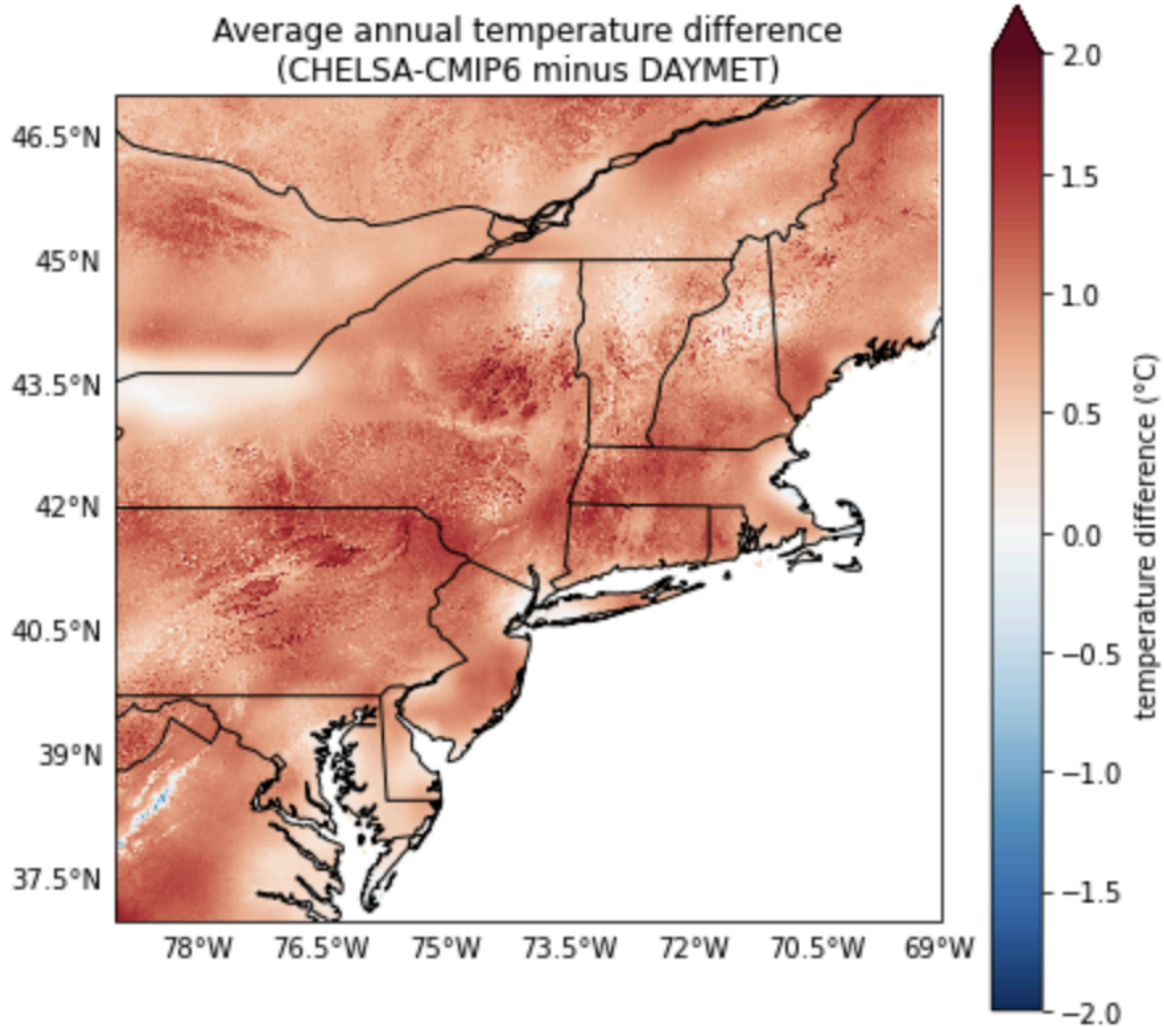 Average annual temperature difference
(CHELSA-CMIP6 minus DAYMET)
46.5°N
45°N
43.5°N
42°N
40.5°N
39°N
37.5°N
78°W
76.5°W
75°W
73.5°W
72°W
70.5°W
69°W
2.0
1.5
1.0
0.5
0.0
−0.5
−1.0
−1.5
−2.0
temperature difference (°C)